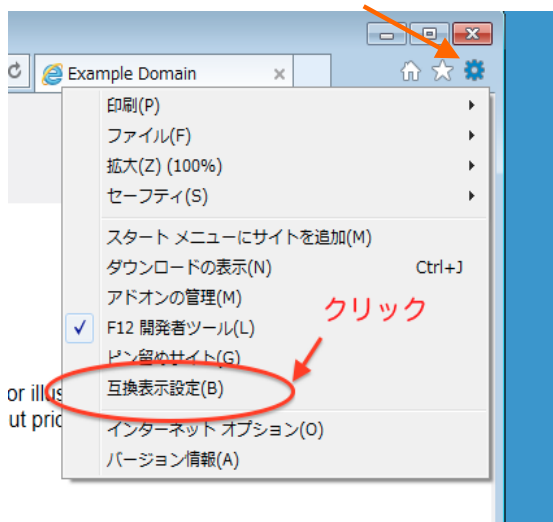 Example Domain
印刷(P)
ファイル(F)
拡大(Z) (100%)
セーフティ(S)
スタート メニューにサイトを追加(M)
ダウンロードの表示(N) Ctrl+J
アドオンの管理(M)
クリック
F12 開発者ツール(L)
ピン留めサイト(G)
互換表示設定(B)
or illus
ut pric
インターネット オプション(O)
バージョン情報(A)